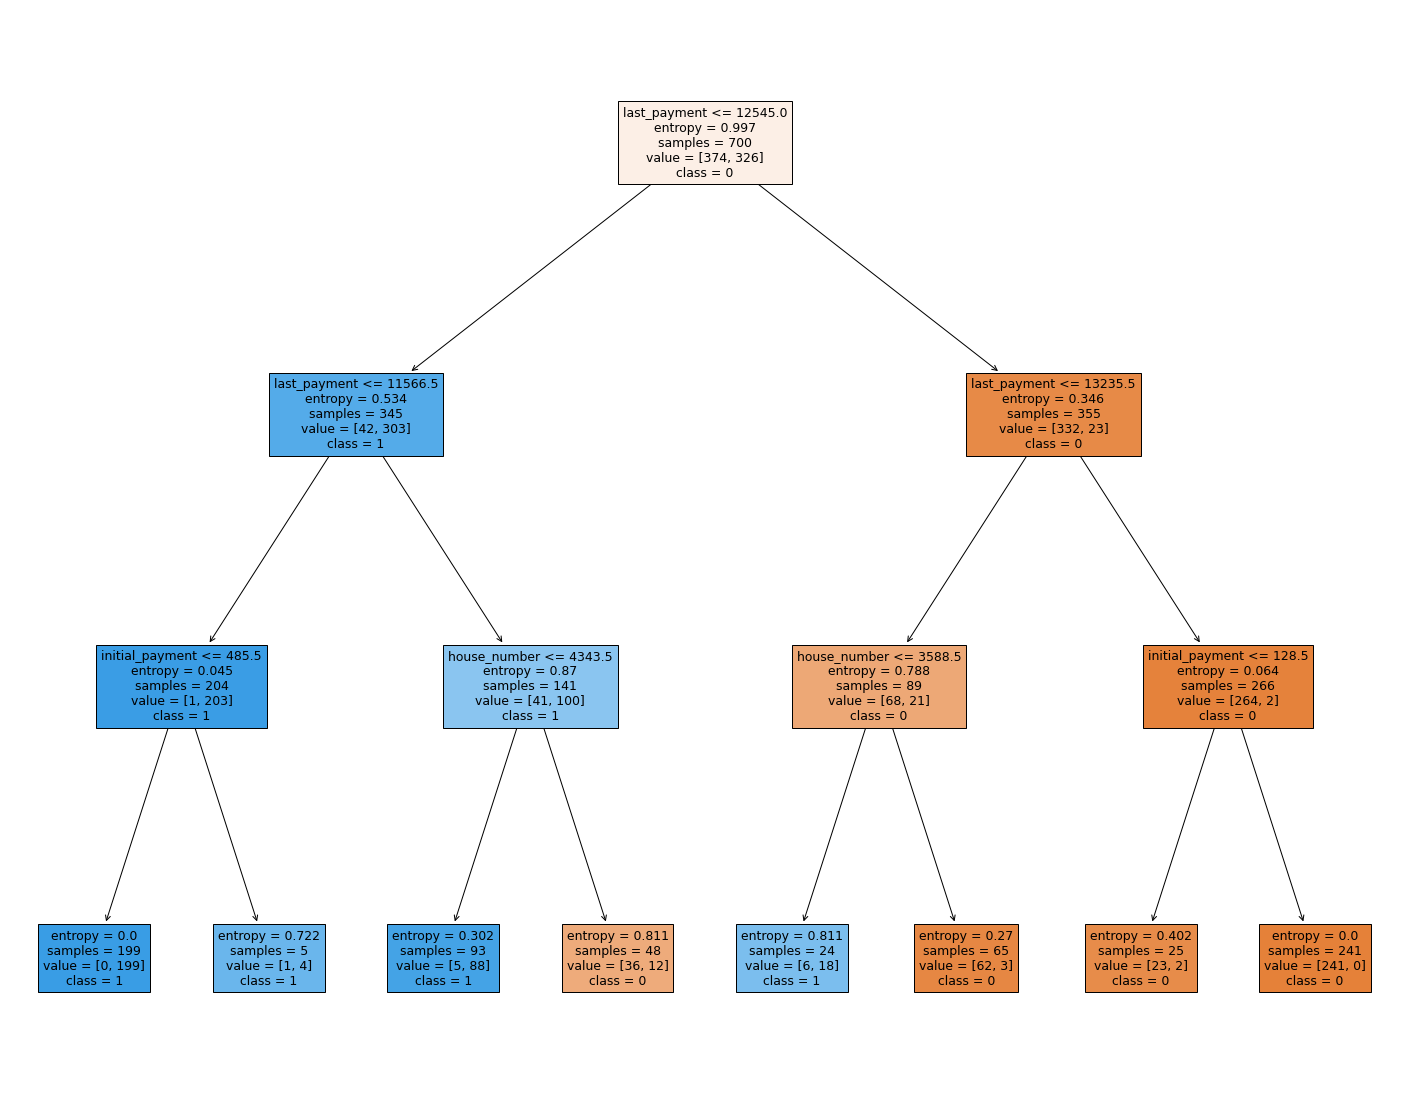 last_payment <= 12545.0
entropy = 0.997
samples = 700
value = [374, 326]
class = 0
last_payment <= 11566.5
entropy = 0.534
samples = 345
value = [42, 303]
class = 1
last_payment <= 13235.5
entropy = 0.346
samples = 355
value = [332, 23]
class = 0
initial_payment <= 485.5
entropy = 0.045
samples = 204
value = [1, 203]
class = 1
house_number <= 4343.5
entropy = 0.87
samples = 141
value = [41, 100]
class = 1
house_number <= 3588.5
entropy = 0.788
samples = 89
value = [68, 21]
class = 0
initial_payment <= 128.5
entropy = 0.064
samples = 266
value = [264, 2]
class = 0
entropy = 0.0
samples = 199
value = [0, 199]
class = 1
entropy = 0.722
samples = 5
value = [1, 4]
class = 1
entropy = 0.302
samples = 93
value = [5, 88]
class = 1
entropy = 0.811
samples = 48
value = [36, 12]
class = 0
entropy = 0.811
samples = 24
value = [6, 18]
class = 1
entropy = 0.27
samples = 65
value = [62, 3]
class = 0
entropy = 0.402
samples = 25
value = [23, 2]
class = 0
entropy = 0.0
samples = 241
value = [241, 0]
class = 0